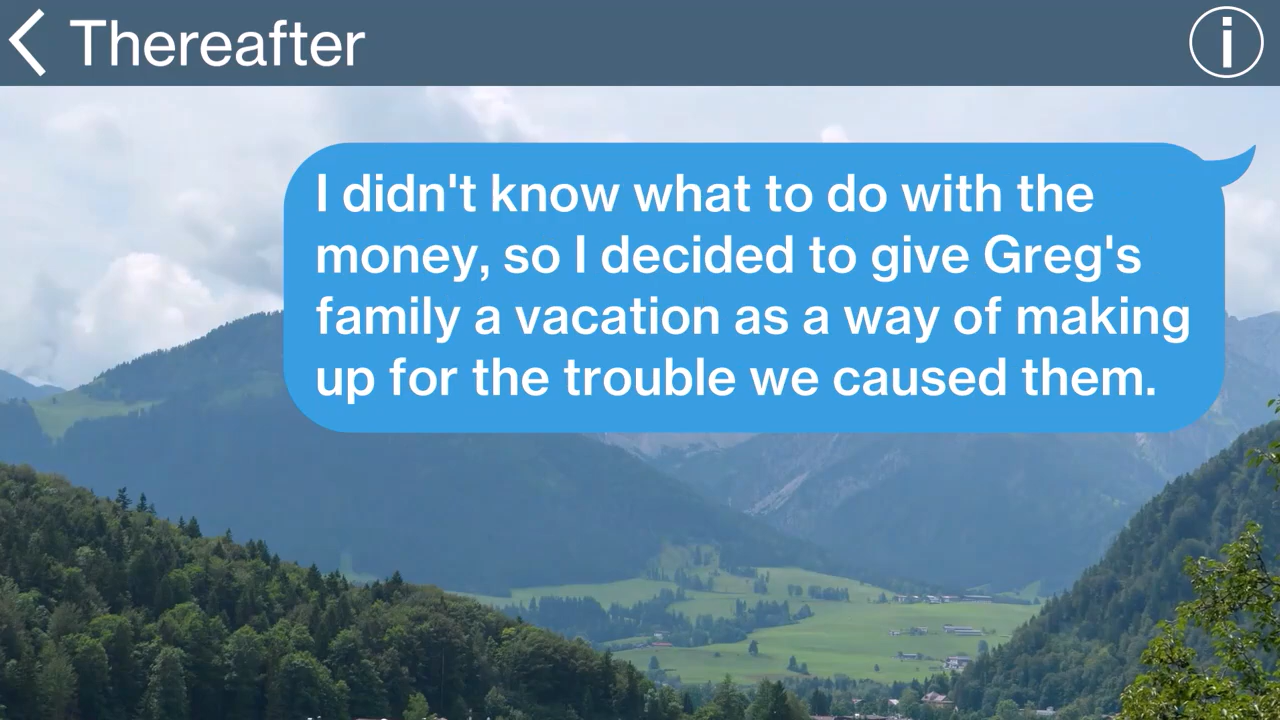 Thereafter
I didn't know what to do with the
money, so I decided to give Greg's
family a vacation as a way of making
up for the trouble we caused them.